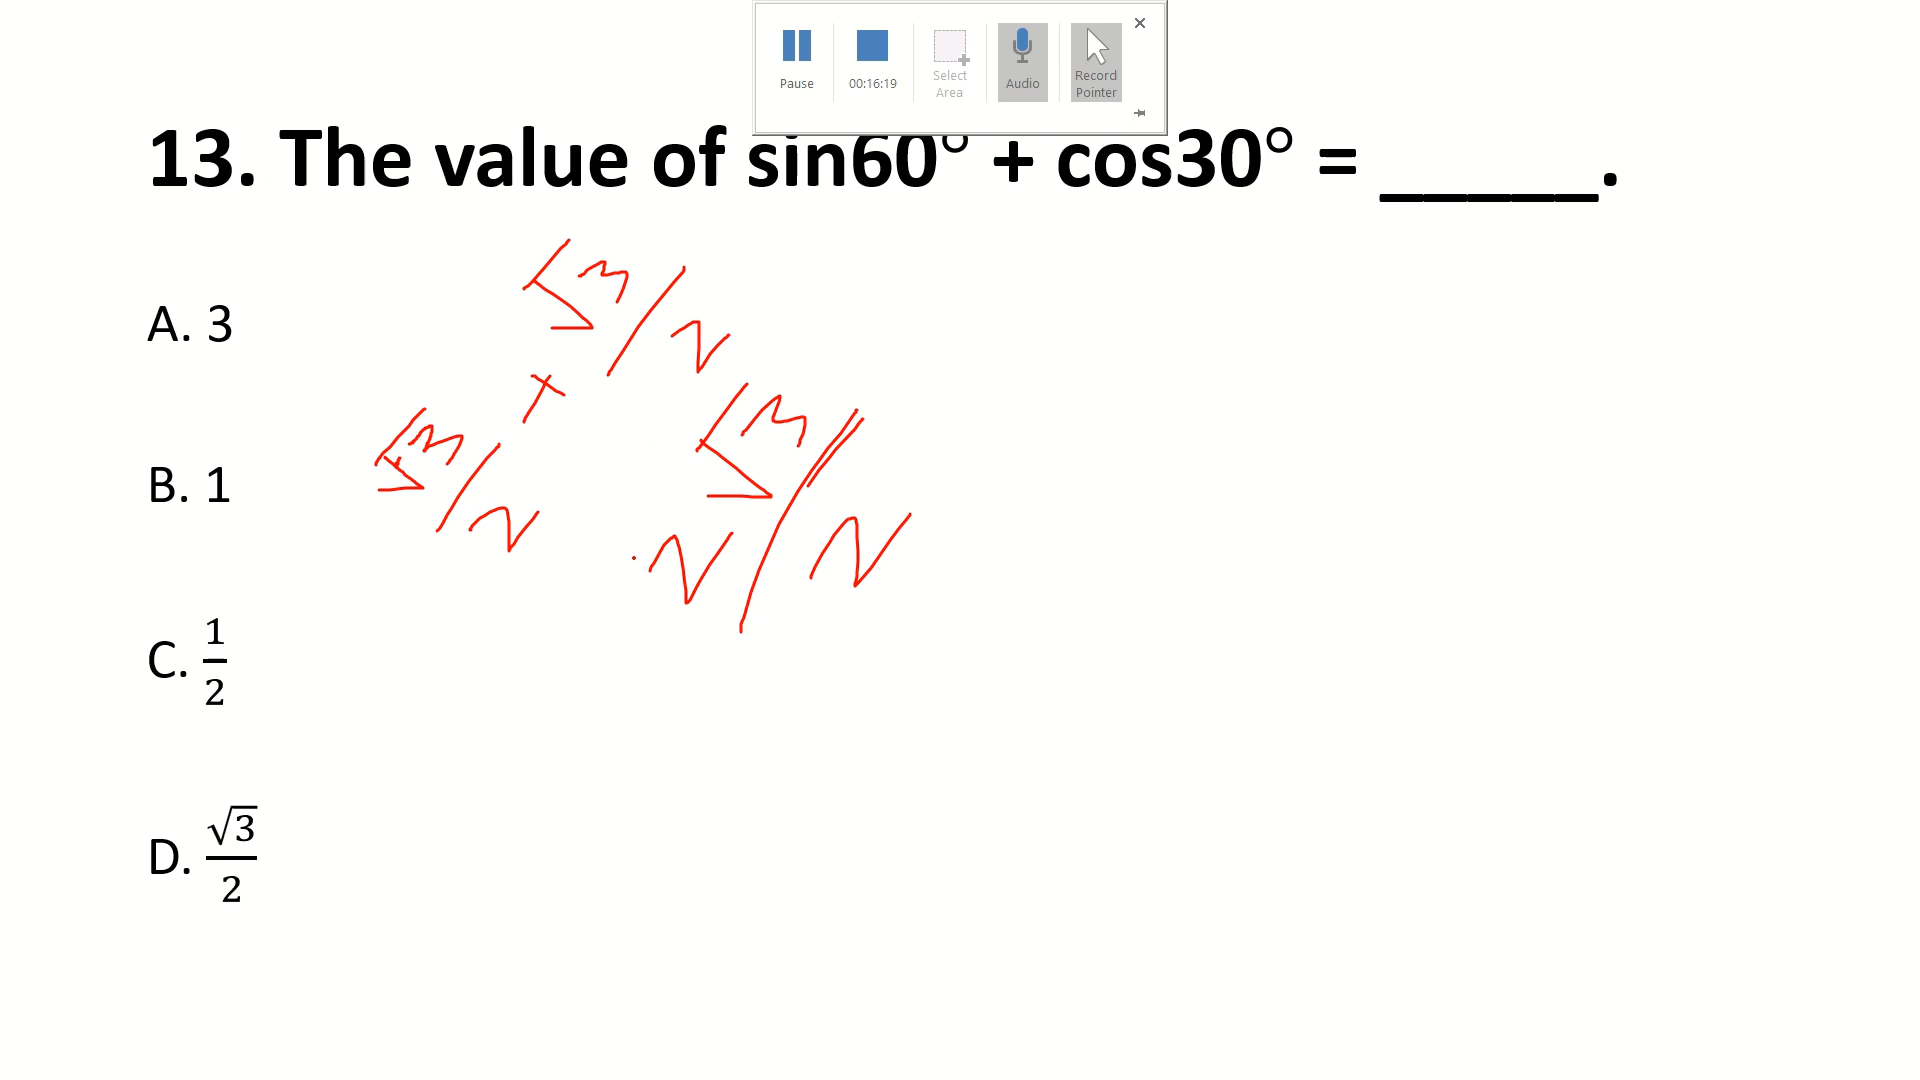 Pause
00:16:19
Select
Area
Audio
Record
Pointer
13. The value of sin60° + cos30° = _____.
A. 3
B. 1
C. 1/2
D. √3/2
√3/2
+
√3/2
2√3/2